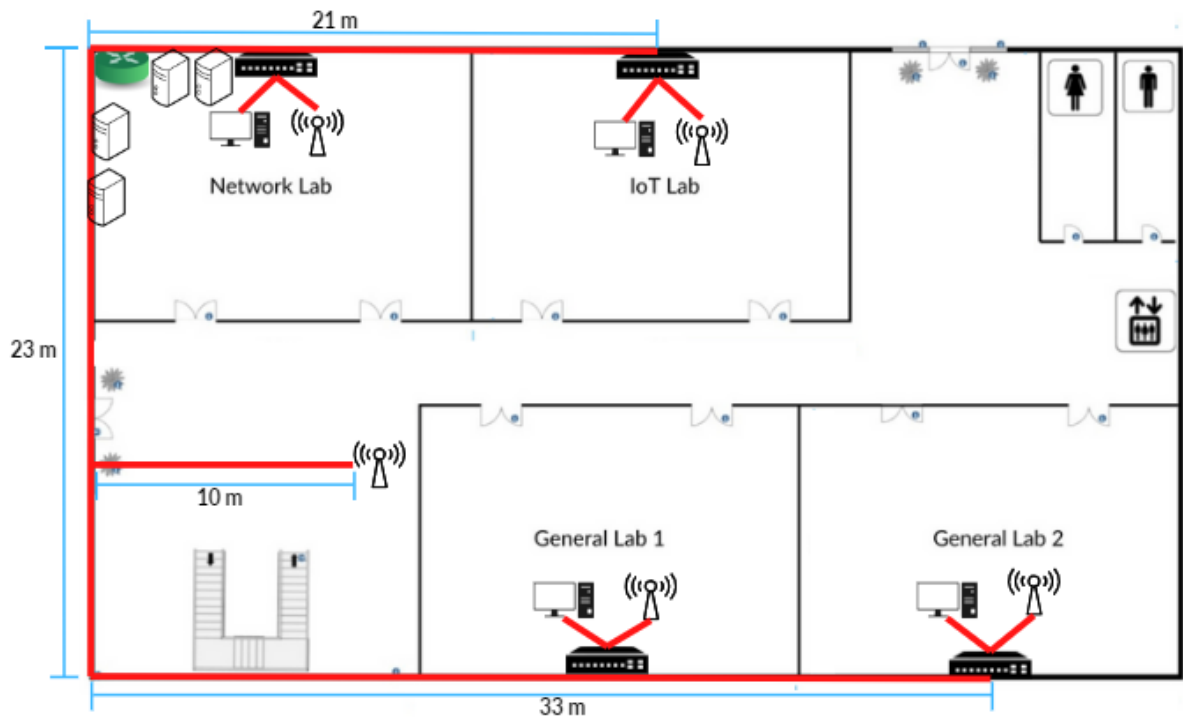 21 m
Network Lab
IoT Lab
23 m
10 m
General Lab 1
General Lab 2
33 m